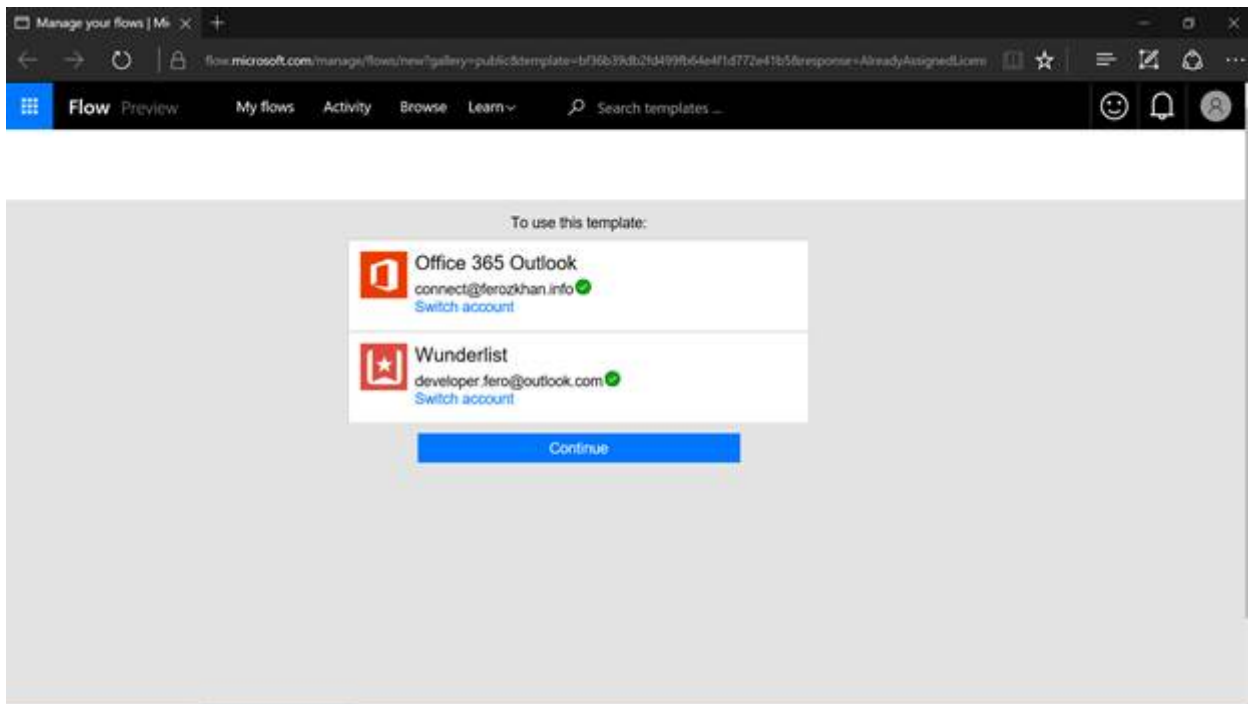 Manage your flows | Mi
flow.microsoft.com/manage/flows/new?gallery=public&template=bf36b39db2fd499fb64e4f1d772e41b5&response=AlreadyAssignedLicens
Flow Preview My flows Activity Browse Learn Search templates ...
To use this template:
Office 365 Outlook
connect@ferozkhan.info
Switch account
Wunderlist
developer.fero@outlook.com
Switch account
Continue